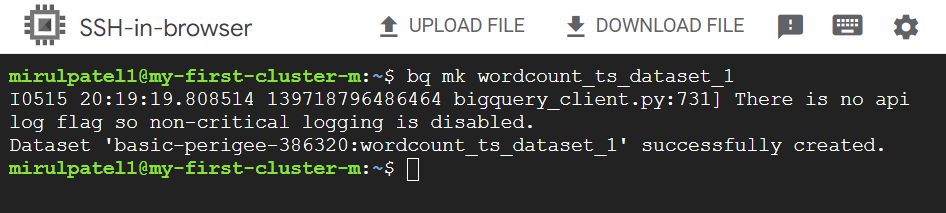 SSH-in-browser
UPLOAD FILE
DOWNLOAD FILE
mirulpatel1@my-first-cluster-m:~$ bq mk wordcount_ts_dataset_1
I0515 20:19:19.808514 139718796486464 bigquery_client.py:731] There is no api
log flag so non-critical logging is disabled.
Dataset 'basic-perigee-386320:wordcount_ts_dataset_1' successfully created.
mirulpatel1@my-first-cluster-m:~$